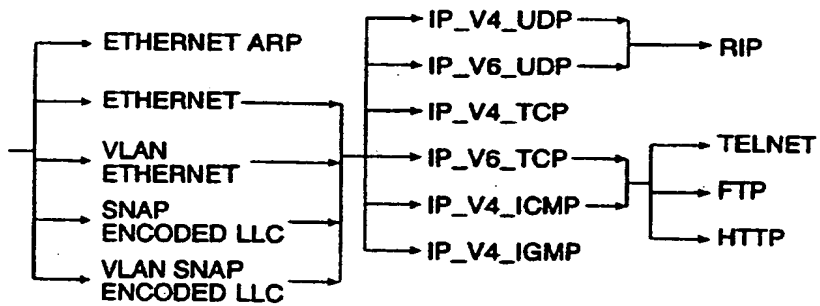 ETHERNET ARP
ETHERNET
VLAN
ETHERNET
SNAP
ENCODED LLC
VLAN SNAP
ENCODED LLC
IP_V4_UDP
IP_V6_UDP
IP_V4_TCP
IP_V6_TCP
IP_V4_ICMP
IP_V4_IGMP
RIP
TELNET
FTP
HTTP